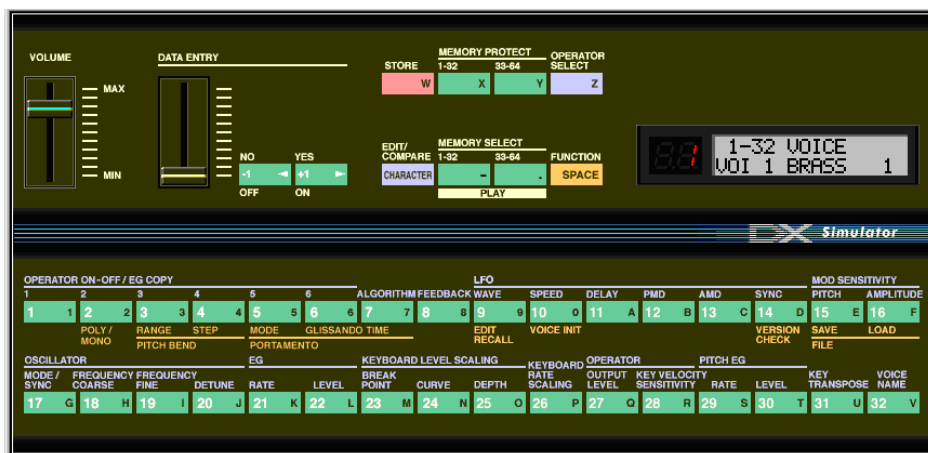 VOLUME
MAX
MIN
DATA ENTRY
NO YES
-1 +1
OFF ON
MEMORY PROTECT
STORE 1-32 33-64 OPERATOR SELECT
W X Y Z
EDIT/ COMPARE
MEMORY SELECT
1-32 33-64 FUNCTION
CHARACTER - . SPACE
PLAY
1
1-32 VOICE
VOI 1 BRASS 1
DX Simulator
OPERATOR ON-OFF / EG COPY LFO MOD SENSITIVITY
1 2 3 4 5 6 ALGORITHM FEEDBACK WAVE SPEED DELAY PMD AMD SYNC PITCH AMPLITUDE
1 1 2 2 3 3 4 4 5 5 6 6 7 7 8 8 9 9 10 0 11 A 12 B 13 C 14 D 15 E 16 F
POLY / MONO RANGE STEP MODE GLISSANDO TIME EDIT RECALL VOICE INIT VERSION CHECK SAVE LOAD
PITCH BEND PORTAMENTO FILE
OSCILLATOR EG KEYBOARD LEVEL SCALING KEYBOARD RATE SCALING OPERATOR PITCH EG
MODE / SYNC FREQUENCY COARSE FREQUENCY FINE DETUNE RATE LEVEL BREAK POINT CURVE DEPTH OUTPUT LEVEL KEY VELOCITY SENSITIVITY RATE LEVEL KEY TRANSPOSE VOICE NAME
17 G 18 H 19 I 20 J 21 K 22 L 23 M 24 N 25 O 26 P 27 Q 28 R 29 S 30 T 31 U 32 V